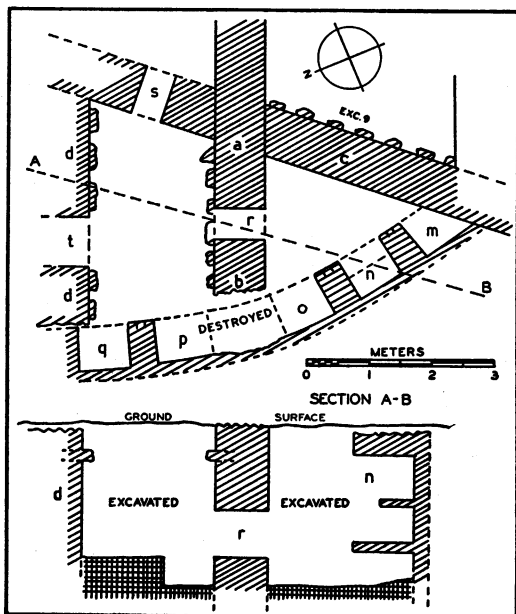 N
s
EXC. 9
d
a
A
c
r
m
t
b
n
B
d
o
DESTROYED
p
q
METERS
0 1 2 3
SECTION A-B
GROUND SURFACE
d
n
EXCAVATED EXCAVATED
r